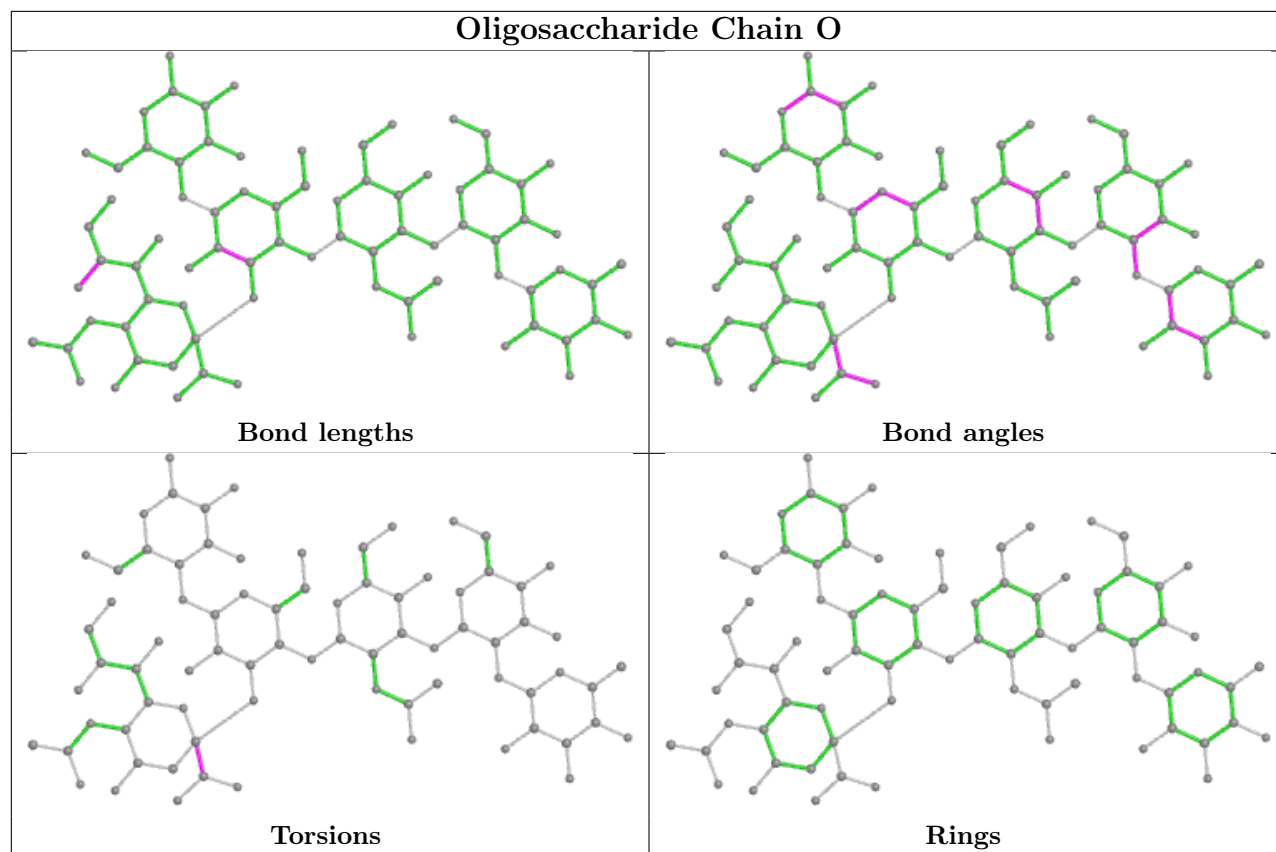 Oligosaccharide Chain O
Bond lengths
Bond angles
Torsions
Rings